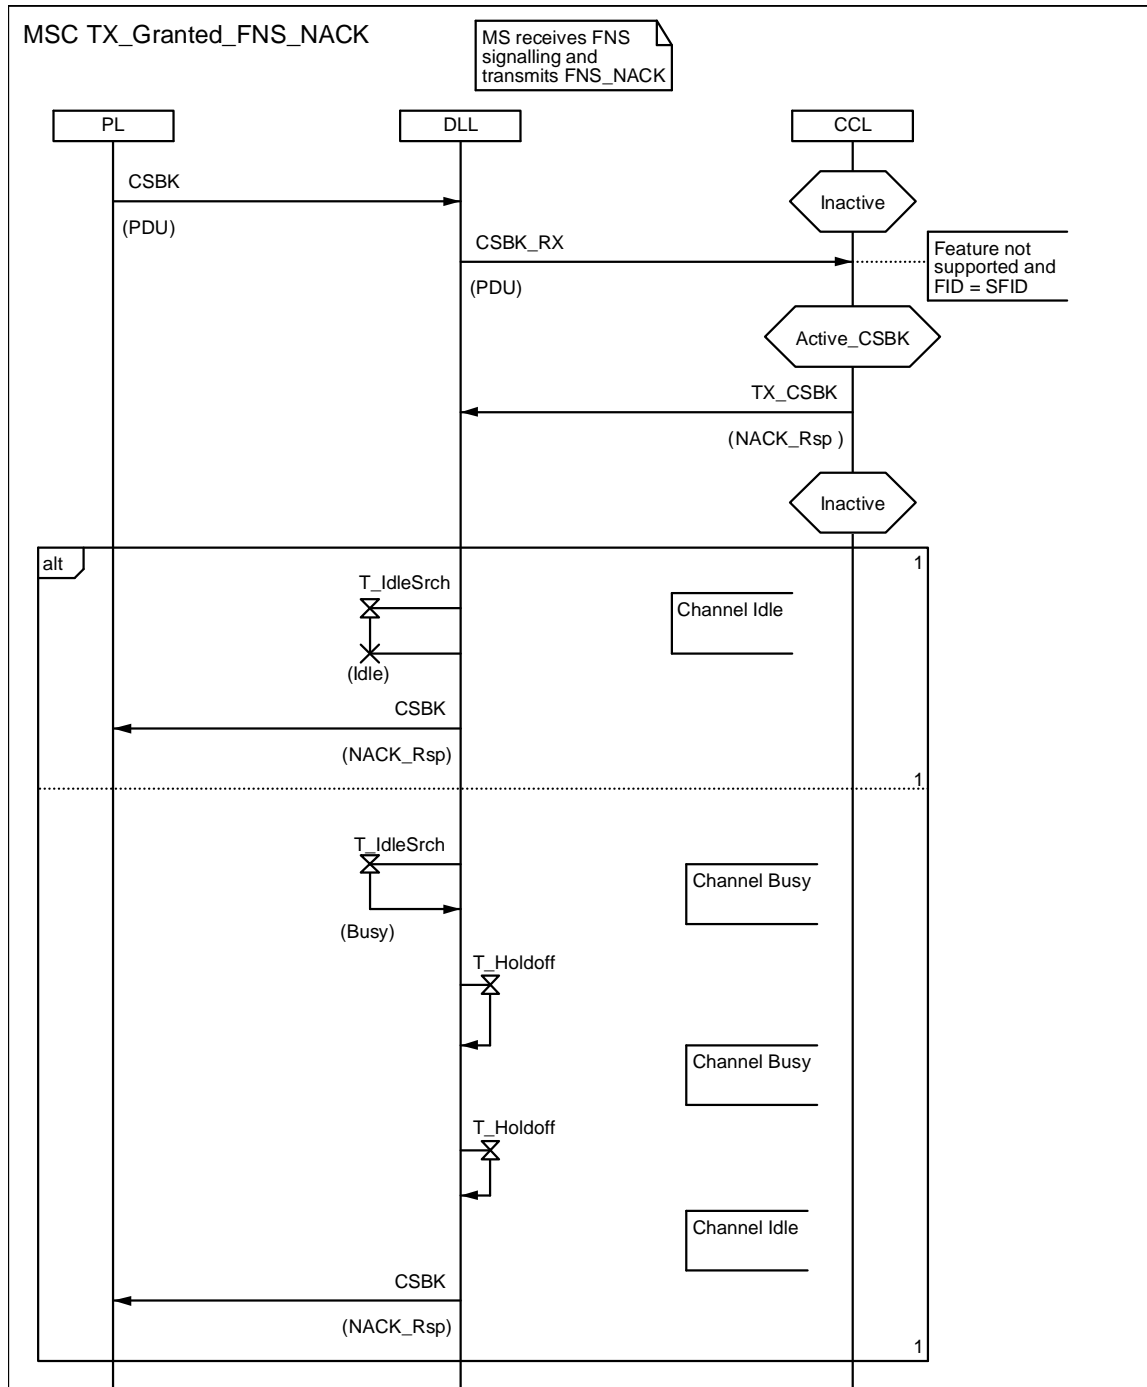 MSC TX_Granted_FNS_NACK
MS receives FNS
signalling and
transmits FNS_NACK
PL
DLL
CCL
CSBK
(PDU)
Inactive
CSBK_RX
(PDU)
Feature not
supported and
FID = SFID
Active_CSBK
TX_CSBK
(NACK_Rsp )
Inactive
alt
1
T_IdleSrch
Channel Idle
(Idle)
CSBK
(NACK_Rsp)
1
T_IdleSrch
Channel Busy
(Busy)
T_Holdoff
Channel Busy
T_Holdoff
Channel Idle
CSBK
(NACK_Rsp)
1